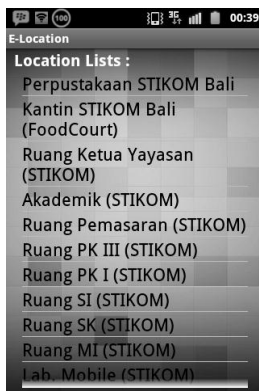 100
3G
00:39
E-Location
Location Lists :
Perpustakaan STIKOM Bali
Kantin STIKOM Bali
(FoodCourt)
Ruang Ketua Yayasan
(STIKOM)
Akademik (STIKOM)
Ruang Pemasaran (STIKOM)
Ruang PK III (STIKOM)
Ruang PK I (STIKOM)
Ruang SI (STIKOM)
Ruang SK (STIKOM)
Ruang MI (STIKOM)
Lab. Mobile (STIKOM)